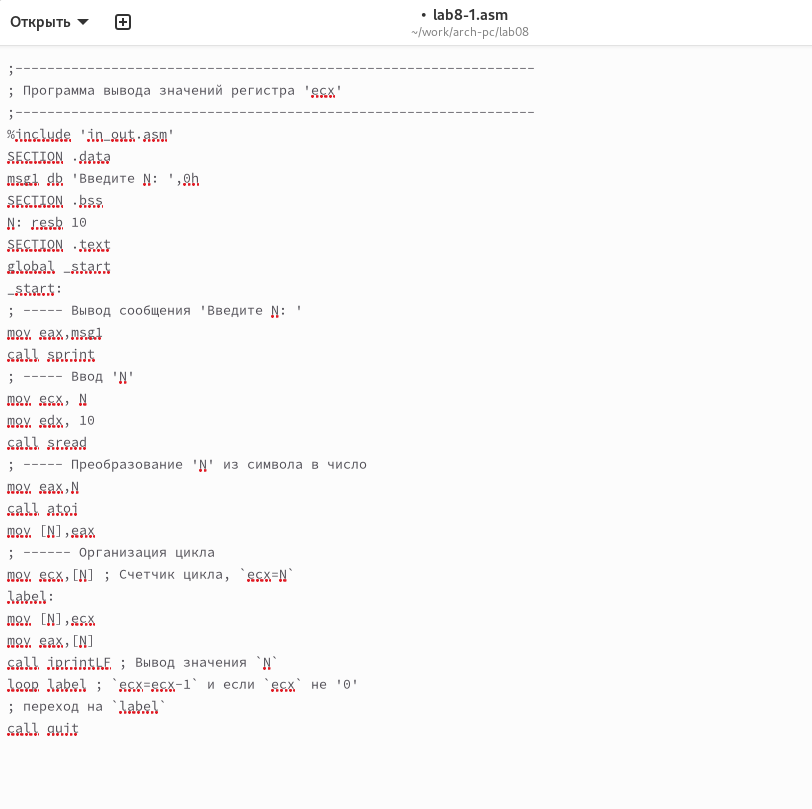 Открыть
• lab8-1.asm
~/work/arch-pc/lab08
;-----------------------------------------------------------------
; Программа вывода значений регистра 'ecx'
;-----------------------------------------------------------------
%include 'in_out.asm'
SECTION .data
msg1 db 'Введите N: ',0h
SECTION .bss
N: resb 10
SECTION .text
global _start
_start:
; ----- Вывод сообщения 'Введите N: '
mov eax,msg1
call sprint
; ----- Ввод 'N'
mov ecx, N
mov edx, 10
call sread
; ----- Преобразование 'N' из символа в число
mov eax,N
call atoi
mov [N],eax
; ------ Организация цикла
mov ecx,[N] ; Счетчик цикла, `ecx=N`
label:
mov [N],ecx
mov eax,[N]
call iprintLF ; Вывод значения `N`
loop label ; `ecx=ecx-1` и если `ecx` не '0'
; переход на `label`
call quit